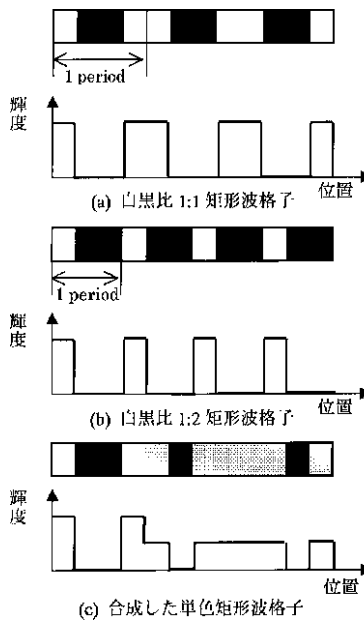 1 period
輝
度
位置
(a) 白黒比 1:1 矩形波格子
1 period
輝
度
位置
(b) 白黒比 1:2 矩形波格子
輝
度
位置
(c) 合成した単色矩形波格子